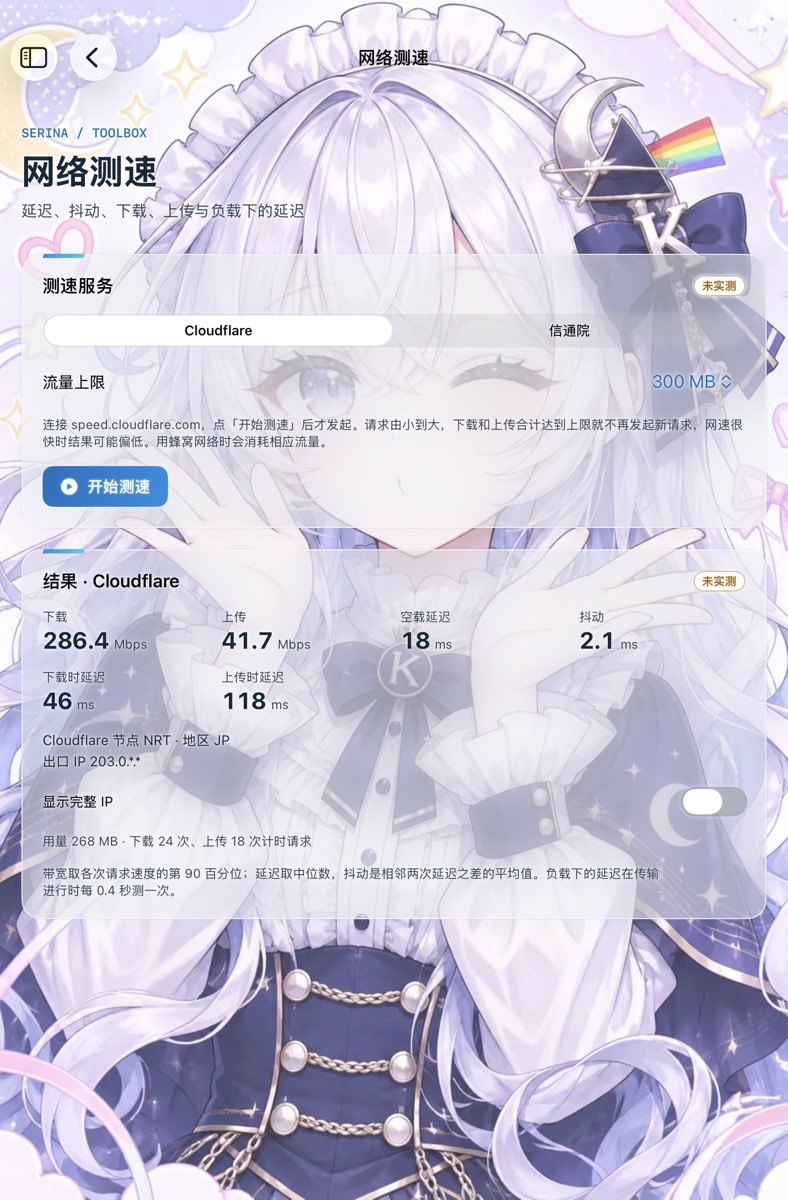 网络测速
SERINA / TOOLBOX
网络测速
延迟、抖动、下载、上传与负载下的延迟
K
测速服务
未实测
Cloudflare
信通院
流量上限
300 MB
连接 speed.cloudflare.com，点「开始测速」后才发起。请求由小到大，下载和上传合计达到上限就不再发起新请求，网速很
快时结果可能偏低。用蜂窝网络时会消耗相应流量。
开始测速
结果 · Cloudflare
未实测
下载
上传
空载延迟
抖动
286.4 Mbps
41.7 Mbps
18 ms
2.1 ms
下载时延迟
上传时延迟
46 ms
118 ms
K
Cloudflare 节点 NRT · 地区 JP
出口 IP 203.0.*.*
显示完整 IP
用量 268 MB · 下载 24 次、上传 18 次计时请求
带宽取各次请求速度的第 90 百分位；延迟取中位数，抖动是相邻两次延迟之差的平均值。负载下的延迟在传输
进行时每 0.4 秒测一次。